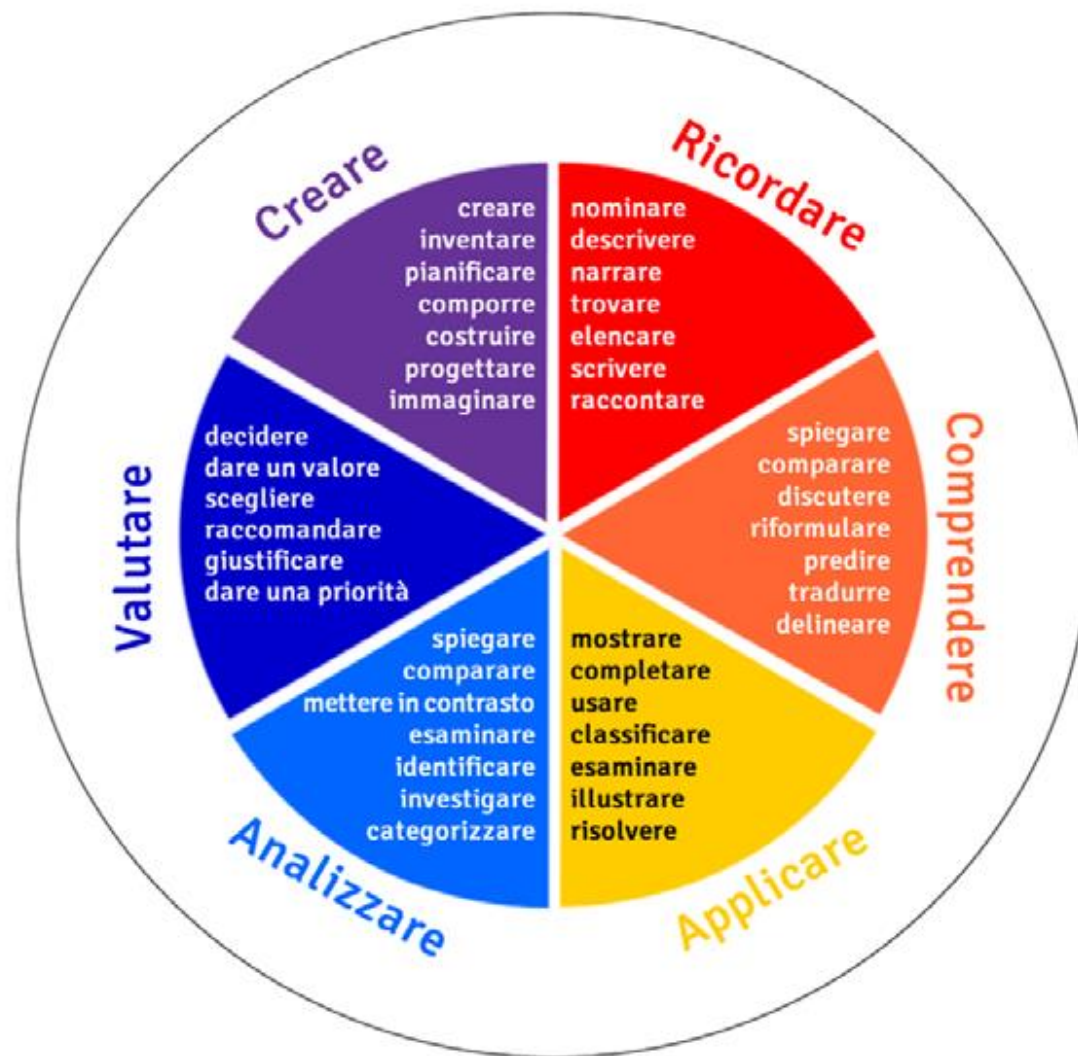 Ricordare
nominare
descrivere
narrare
trovare
elencare
scrivere
raccontare
Comprendere
spiegare
comparare
discutere
riformulare
predire
tradurre
delineare
Applicare
mostrare
completare
usare
classificare
esaminare
illustrare
risolvere
Analizzare
spiegare
comparare
mettere in contrasto
esaminare
identificare
investigare
categorizzare
Valutare
decidere
dare un valore
scegliere
raccomandare
giustificare
dare una priorità
Creare
creare
inventare
pianificare
comporre
costruire
progettare
immaginare